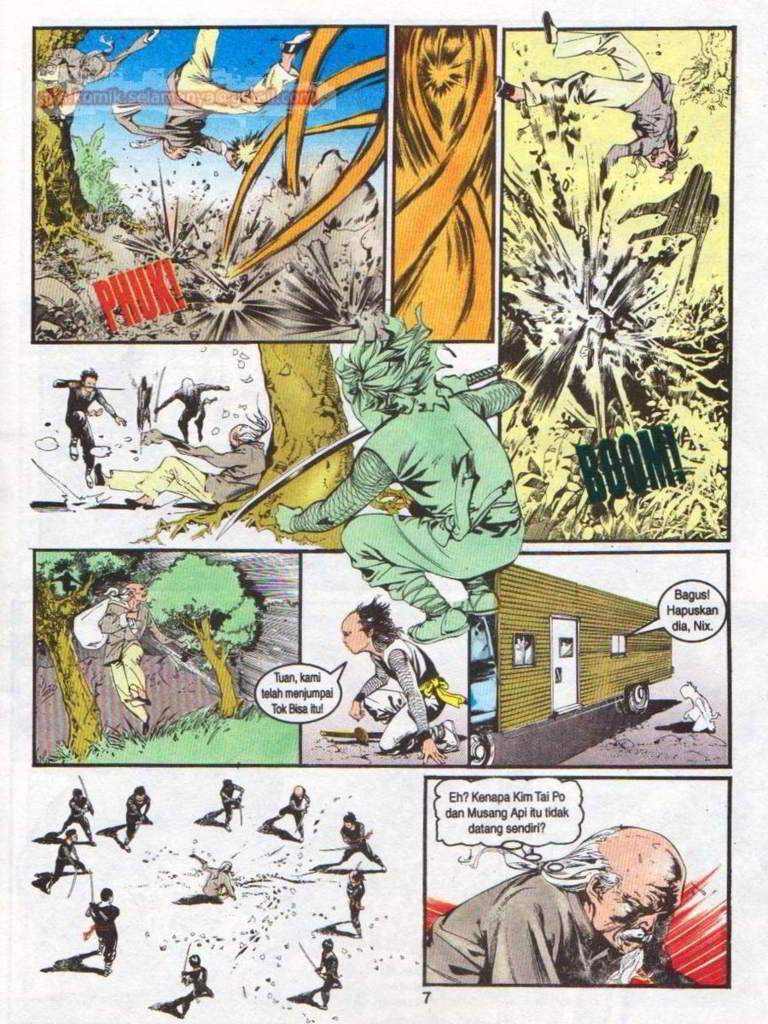 PHUK!
BOOM!
Tuan, kami
telah menjumpai
Tok Bisa itu!
Bagus!
Hapuskan
dia, Nix.
Eh? Kenapa Kim Tai Po
dan Musang Api itu tidak
datang sendiri?
7